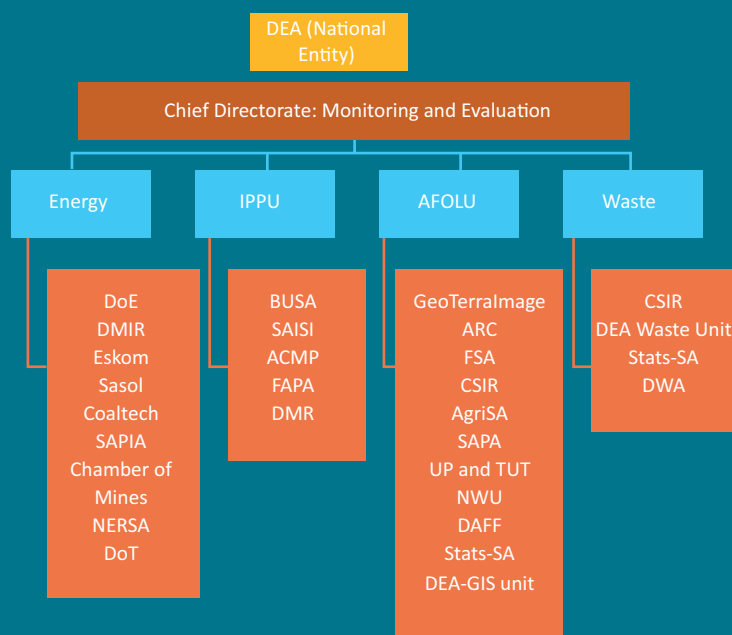 DEA (National
Entity)
Chief Directorate: Monitoring and Evaluation
Energy
IPPU
AFOLU
Waste
DoE
DMIR
Eskom
Sasol
Coaltech
SAPIA
Chamber of
Mines
NERSA
DoT
BUSA
SAISI
ACMP
FAPA
DMR
GeoTerralmage
ARC
FSA
CSIR
AgriSA
SAPA
UP and TUT
NWU
DAFF
Stats-SA
DEA-GIS unit
CSIR
DEA Waste Unit
Stats-SA
DWA